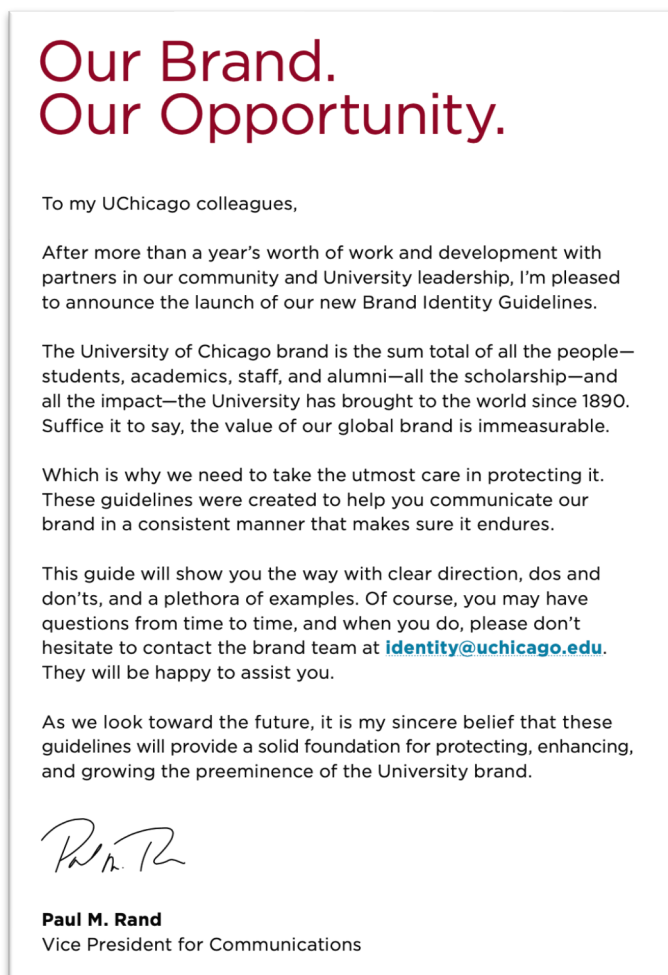 Our Brand.
Our Opportunity.
To my UChicago colleagues,
After more than a year’s worth of work and development with
partners in our community and University leadership, I’m pleased
to announce the launch of our new Brand Identity Guidelines.
The University of Chicago brand is the sum total of all the people—
students, academics, staff, and alumni—all the scholarship—and
all the impact—the University has brought to the world since 1890.
Suffice it to say, the value of our global brand is immeasurable.
Which is why we need to take the utmost care in protecting it.
These guidelines were created to help you communicate our
brand in a consistent manner that makes sure it endures.
This guide will show you the way with clear direction, dos and
don’ts, and a plethora of examples. Of course, you may have
questions from time to time, and when you do, please don’t
hesitate to contact the brand team at identity@uchicago.edu.
They will be happy to assist you.
As we look toward the future, it is my sincere belief that these
guidelines will provide a solid foundation for protecting, enhancing,
and growing the preeminence of the University brand.
Paul M. Rand
Vice President for Communications